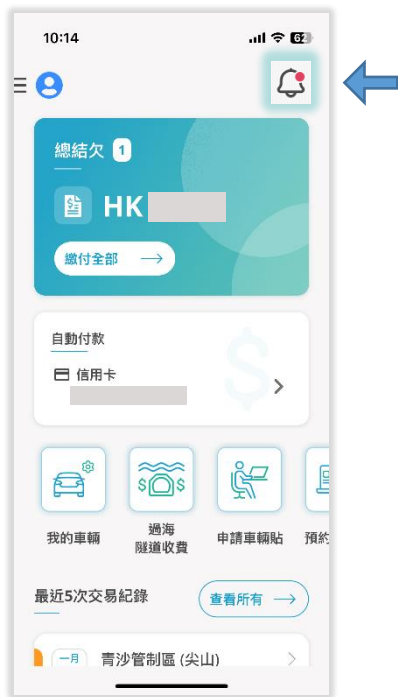 10:14
62
總結欠 1
HK
繳付全部
自動付款
信用卡
我的車輛
過海
隧道收費
申請車輛貼
預約
最近5次交易紀錄
查看所有
一月 青沙管制區 (尖山)